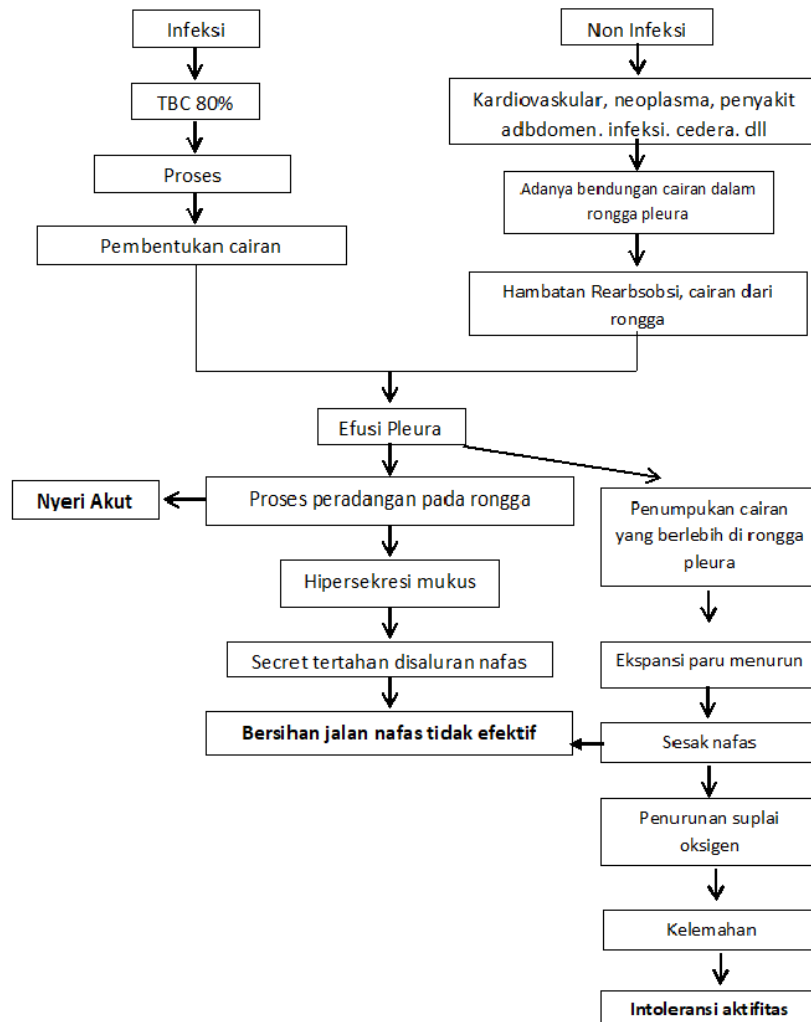 Infeksi
Non Infeksi
TBC 80%
Kardiovaskular, neoplasma, penyakit
adbdomen. infeksi. cedera. dll
Proses
Adanya bendungan cairan dalam
rongga pleura
Pembentukan cairan
Hambatan Rearbsobsi, cairan dari
rongga
Efusi Pleura
Nyeri Akut
Proses peradangan pada rongga
Penumpukan cairan
yang berlebih di rongga
pleura
Hipersekresi mukus
Secret tertahan disaluran nafas
Ekspansi paru menurun
Bersihan jalan nafas tidak efektif
Sesak nafas
Penurunan suplai
oksigen
Kelemahan
Intoleransi aktifitas